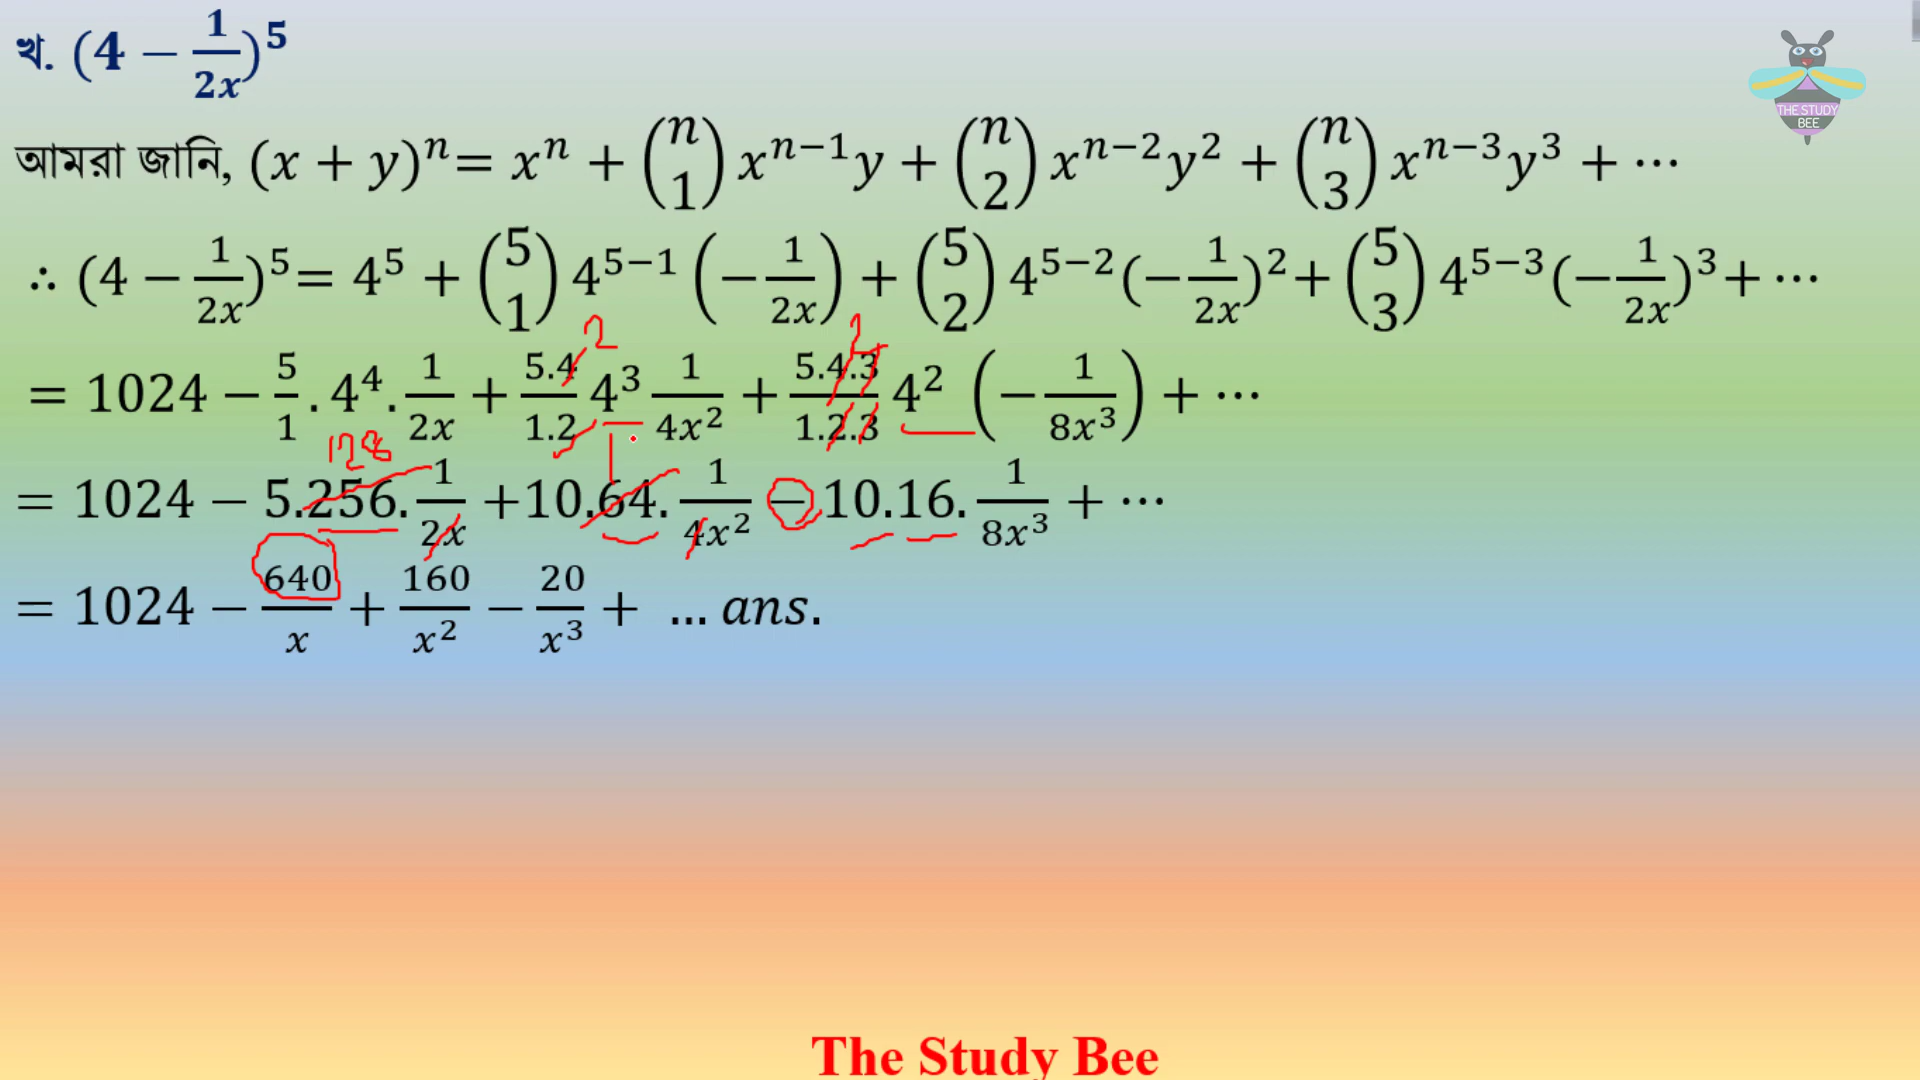 খ. (4 − 1/2x)^5
THE STUDY BEE
আমরা জানি, (x + y)^n = x^n + (n 1) x^{n−1}y + (n 2) x^{n−2}y^2 + (n 3) x^{n−3}y^3 + ⋯
∴ (4 − 1/2x)^5 = 4^5 + (5 1) 4^{5−1} (−1/2x) + (5 2) 4^{5−2} (−1/2x)^2 + (5 3) 4^{5−3} (−1/2x)^3 + ⋯
2 2
= 1024 − 5/1 . 4^4 . 1/2x + 5.4/1.2 4^3 1/4x^2 + 5.4.3/1.2.3 4^2 (−1/8x^3) + ⋯
128
= 1024 − 5.256. 1/2x +10.64. 1/4x^2 − 10.16. 1/8x^3 + ⋯
= 1024 − 640/x + 160/x^2 − 20/x^3 + ... ans.
The Study Bee